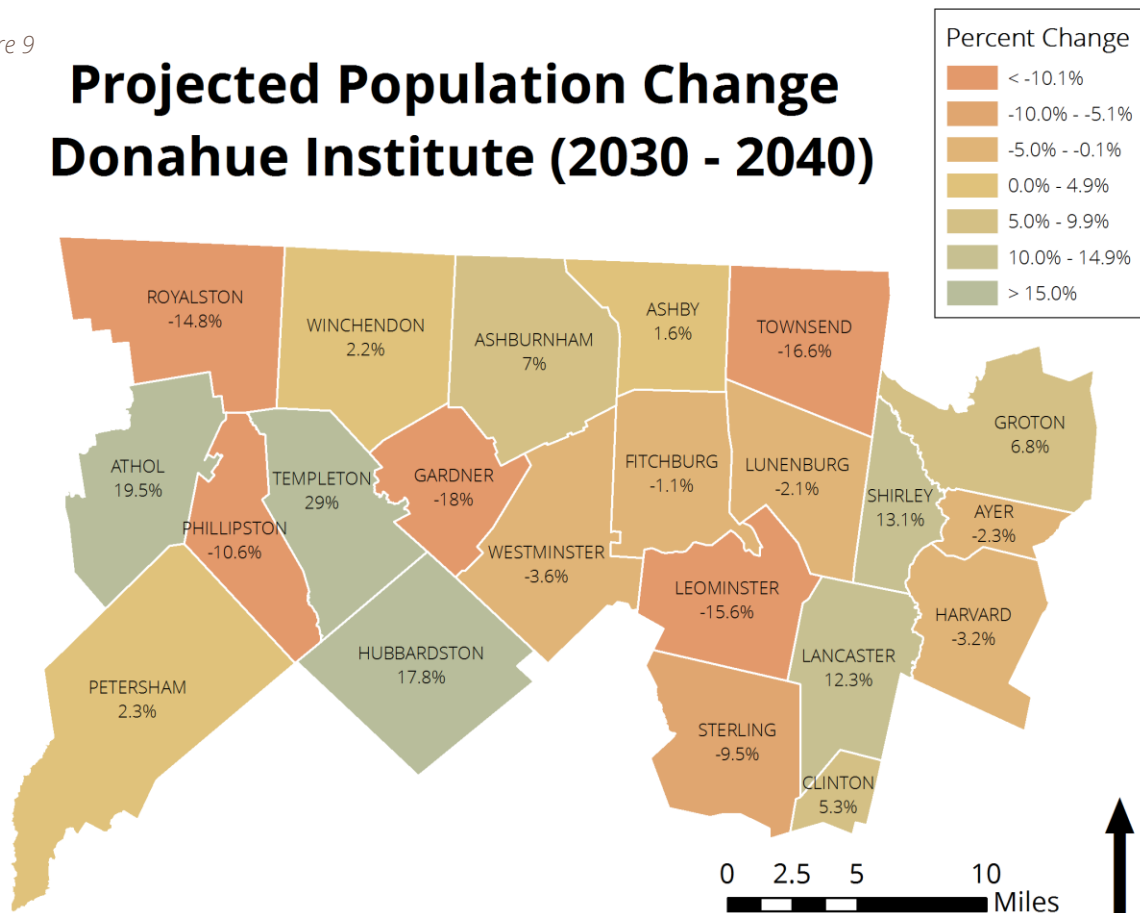 re 9
Projected Population Change
Donahue Institute (2030 - 2040)
Percent Change
< -10.1%
-10.0% - -5.1%
-5.0% - -0.1%
0.0% - 4.9%
5.0% - 9.9%
10.0% - 14.9%
> 15.0%
ROYALSTON
-14.8%
WINCHENDON
2.2%
ASHBURNHAM
7%
ASHBY
1.6%
TOWNSEND
-16.6%
GROTON
6.8%
ATHOL
19.5%
PHILLIPSTON
-10.6%
TEMPLETON
29%
GARDNER
-18%
WESTMINSTER
-3.6%
FITCHBURG
-1.1%
LUNENBURG
-2.1%
SHIRLEY
13.1%
AYER
-2.3%
HARVARD
-3.2%
LEOMINSTER
-15.6%
LANCASTER
12.3%
HUBBARDSTON
17.8%
PETERSHAM
2.3%
STERLING
-9.5%
CLINTON
5.3%
0 2.5 5 10
Miles